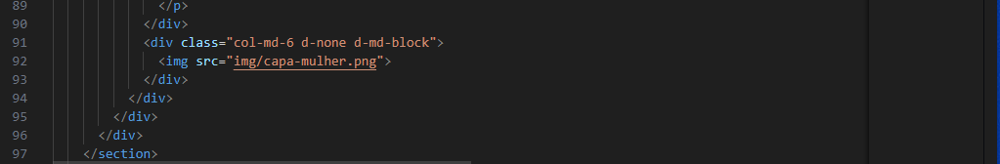 89 </p>
90 </div>
91 <div class="col-md-6 d-none d-md-block">
92 <img src="img/capa-mulher.png">
93 </div>
94 </div>
95 </div>
96 </div>
97 </section>